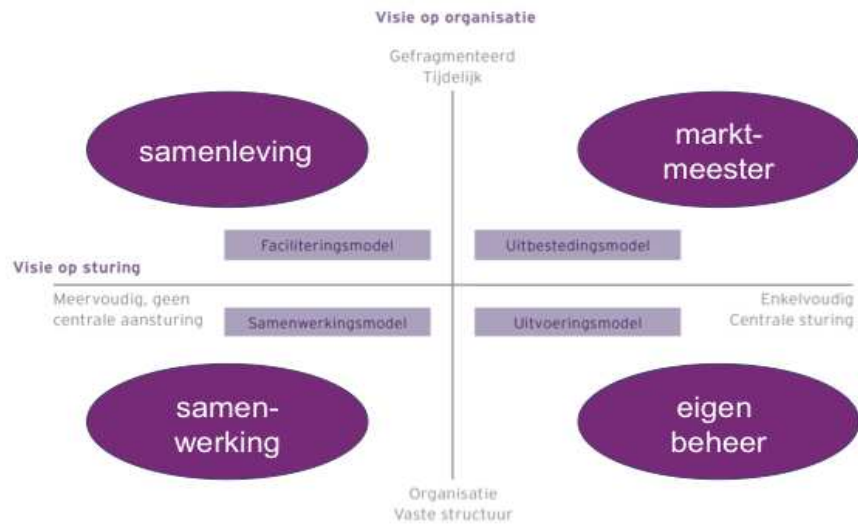 Visie op organisatie
Gefragmenteerd
Tijdelijk
samenleving
markt-
meester
Faciliteringsmodel
Uitbestedingsmodel
Visie op sturing
Meervoudig, geen
centrale aansturing
Enkelvoudig
Centrale sturing
Samenwerkingsmodel
Uitvoeringsmodel
samen-
werking
eigen
beheer
Organisatie
Vaste structuur